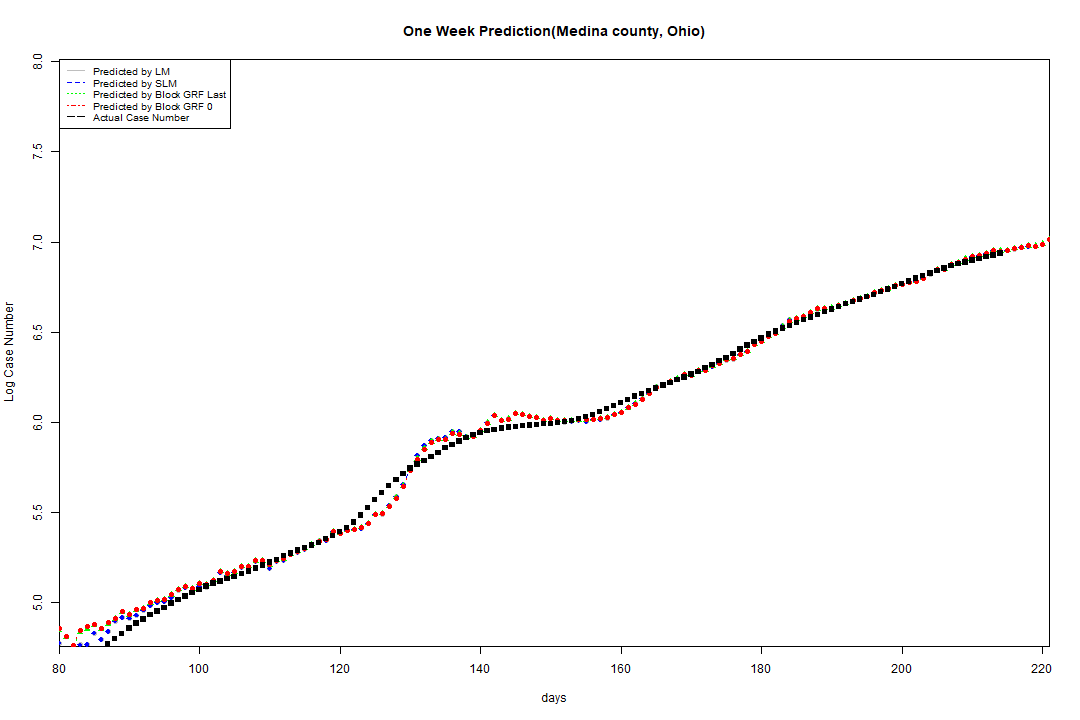 One Week Prediction(Medina county, Ohio)
Predicted by LM
Predicted by SLM
Predicted by Block GRF Last
Predicted by Block GRF 0
Actual Case Number
8.0
7.5
7.0
6.5
6.0
5.5
5.0
Log Case Number
80 100 120 140 160 180 200 220
days